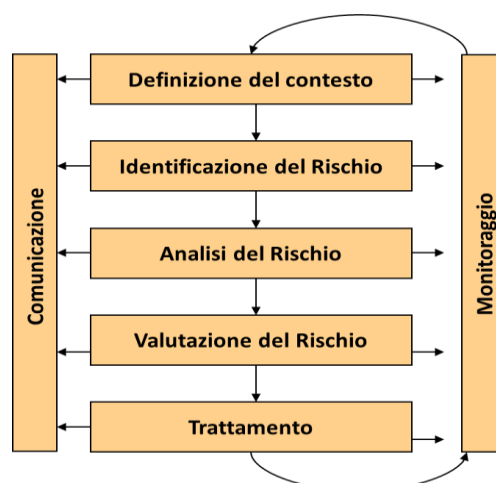 Definizione del contesto
Identificazione del Rischio
Analisi del Rischio
Valutazione del Rischio
Trattamento
Comunicazione
Monitoraggio